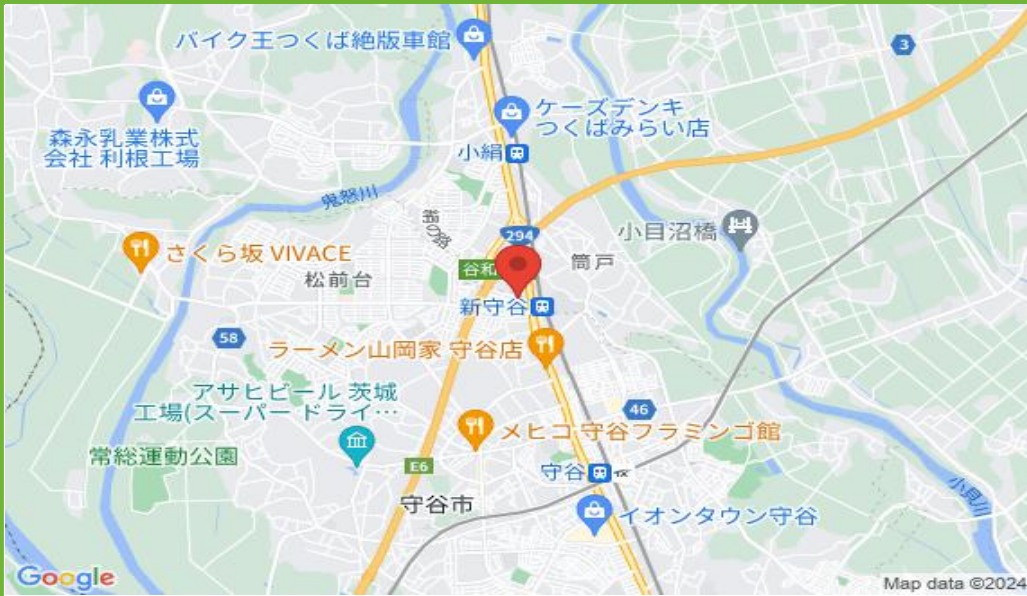 バイク王つくば絶版車館
3
森永乳業株式
会社 利根工場
ケーズデンキ
つくばみらい店
小絹
鬼怒川
294
小目沼橋
さくら坂 VIVACE
松前台
谷和
筒戸
新守谷
58
ラーメン山岡家 守谷店
アサヒビール 茨城
工場(スーパー ドライ…
46
メヒコ 守谷フラミンゴ館
常総運動公園
E6
守谷
守谷市
イオンタウン守谷
小貝川
Google
Map data ©2024